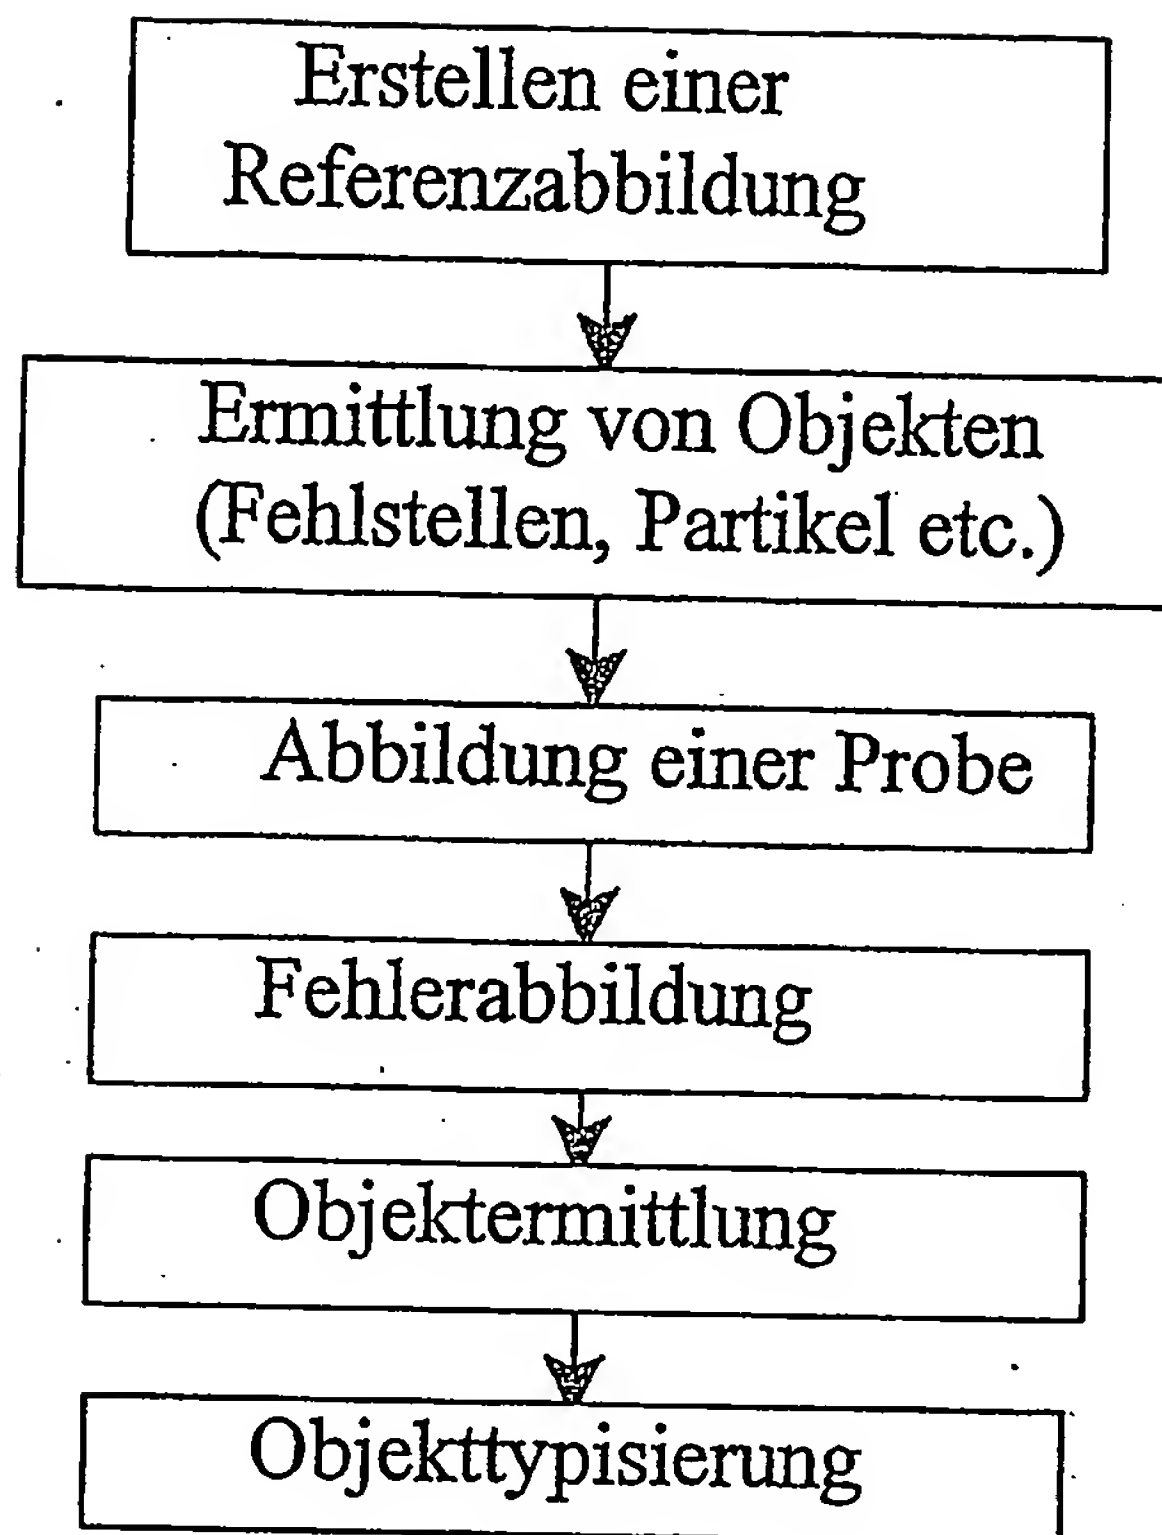 Erstellen einer
Referenzabbildung
Ermittlung von Objekten
(Fehlstellen, Partikel etc.)
Abbildung einer Probe
Fehlerabbildung
Objektermittlung
Objekttypisierung